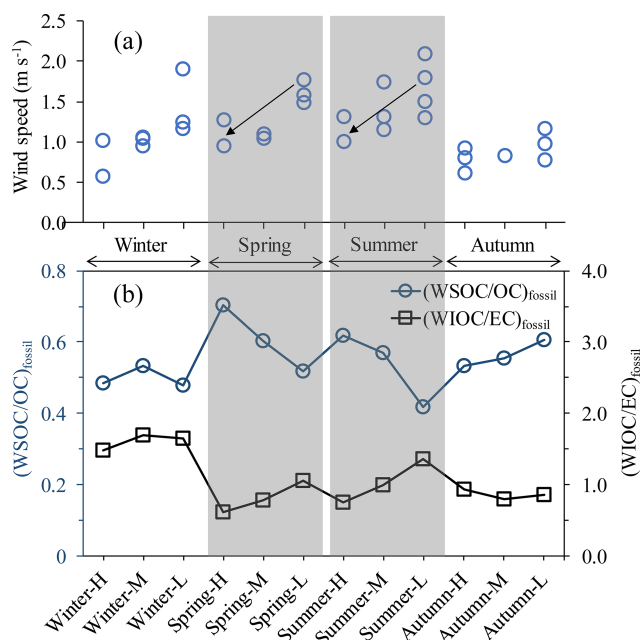 (a)
Wind speed (m s⁻¹)
2.5
2.0
1.5
1.0
0.5
0.0
Winter
Spring
Summer
Autumn
(b)
(WSOC/OC)fossil
(WIOC/EC)fossil
(WSOC/OC)fossil
0.8
0.6
0.4
0.2
0
4.0
3.0
2.0
1.0
0.0
(WIOC/EC)fossil
Winter-H
Winter-M
Winter-L
Spring-H
Spring-M
Spring-L
Summer-H
Summer-M
Summer-L
Autumn-H
Autumn-M
Autumn-L